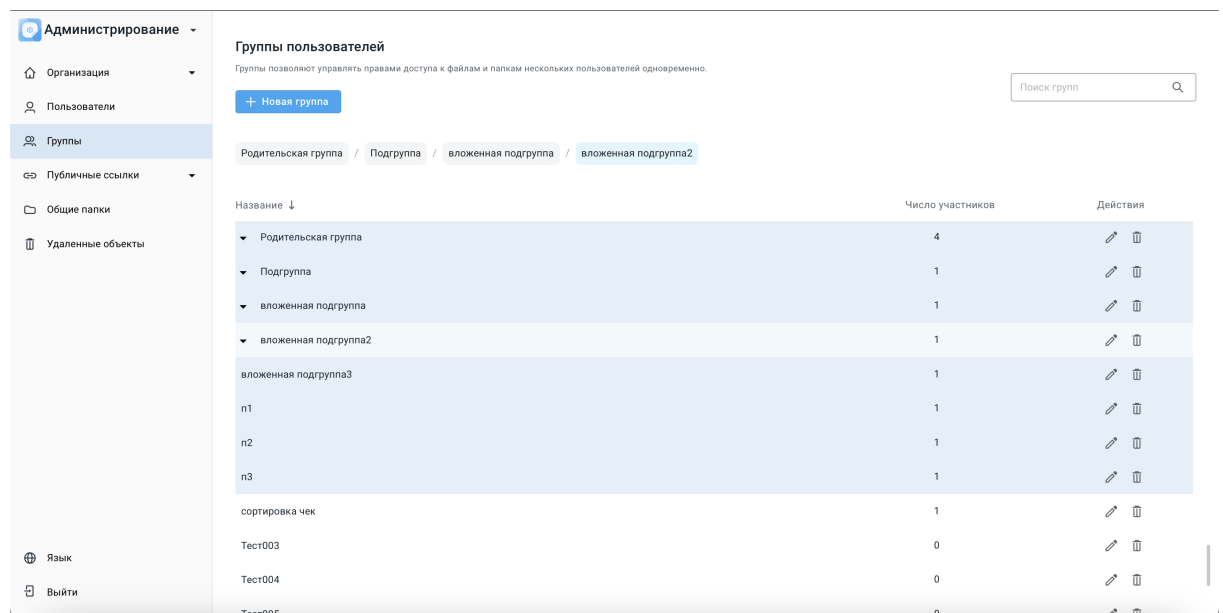 Администрирование
Организация
Пользователи
Группы
Публичные ссылки
Общие папки
Удаленные объекты
Язык
Выйти
Группы пользователей
Группы позволяют управлять правами доступа к файлам и папкам нескольких пользователей одновременно.
Новая группа
Поиск групп
Родительская группа / Подгруппа / вложенная подгруппа / вложенная подгруппа2
Название Число участников Действия
Родительская группа 4
Подгруппа 1
вложенная подгруппа 1
вложенная подгруппа2 1
вложенная подгруппа3 1
п1 1
п2 1
п3 1
сортировка чек 1
Тест003 0
Тест004 0